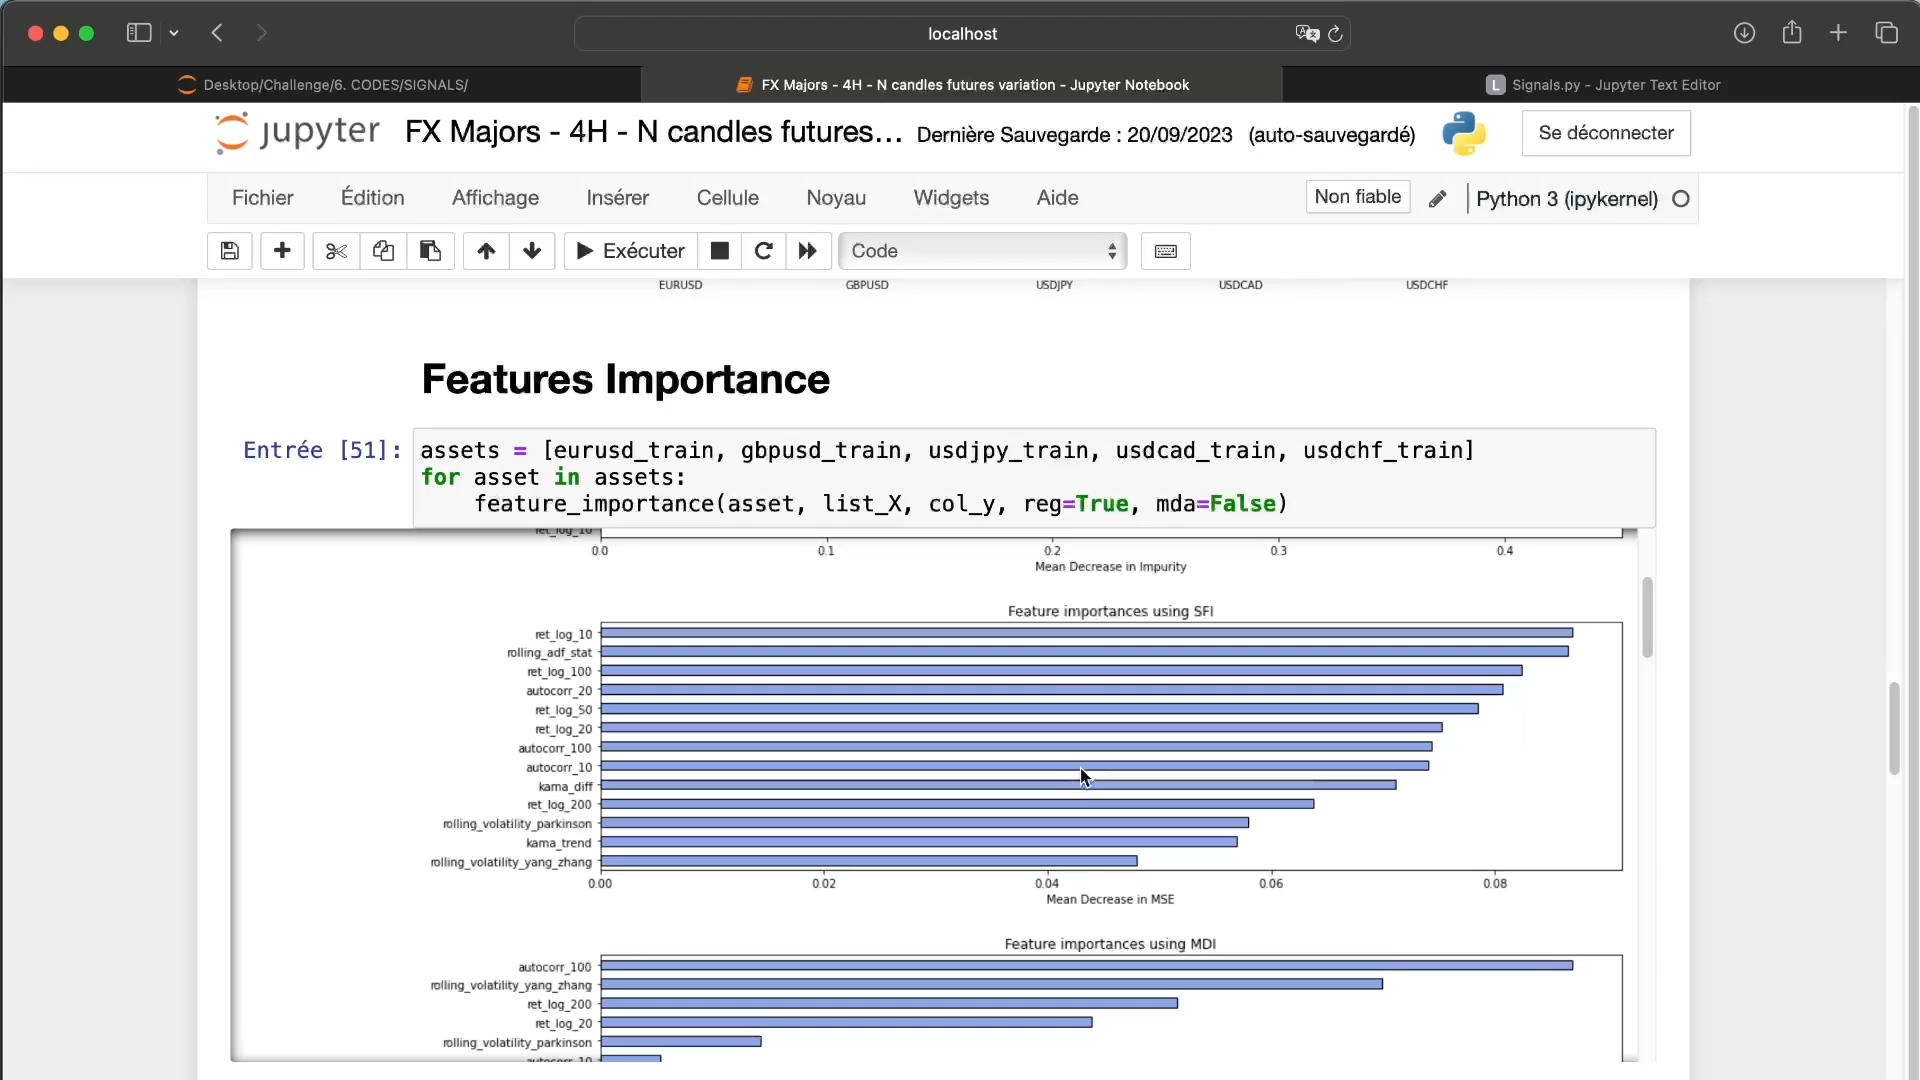 localhost
Desktop/Challenge/6. CODES/SIGNALS/
FX Majors - 4H - N candles futures variation - Jupyter Notebook
L Signals.py - Jupyter Text Editor
jupyter FX Majors - 4H - N candles futures… Dernière Sauvegarde : 20/09/2023 (auto-sauvegardé) Se déconnecter
Fichier Édition Affichage Insérer Cellule Noyau Widgets Aide Non fiable Python 3 (ipykernel)
Exécuter Code
EURUSD GBPUSD USDJPY USDCAD USDCHF
Features Importance
Entrée [51]: assets = [eurusd_train, gbpusd_train, usdjpy_train, usdcad_train, usdchf_train]
for asset in assets:
feature_importance(asset, list_X, col_y, reg=True, mda=False)
ret_log_10
0.0 0.1 0.2 0.3 0.4
Mean Decrease in Impurity
Feature importances using SFI
ret_log_10
rolling_adf_stat
ret_log_100
autocorr_20
ret_log_50
ret_log_20
autocorr_100
autocorr_10
kama_diff
ret_log_200
rolling_volatility_parkinson
kama_trend
rolling_volatility_yang_zhang
0.00 0.02 0.04 0.06 0.08
Mean Decrease in MSE
Feature importances using MDI
autocorr_100
rolling_volatility_yang_zhang
ret_log_200
ret_log_20
rolling_volatility_parkinson
autocorr_10